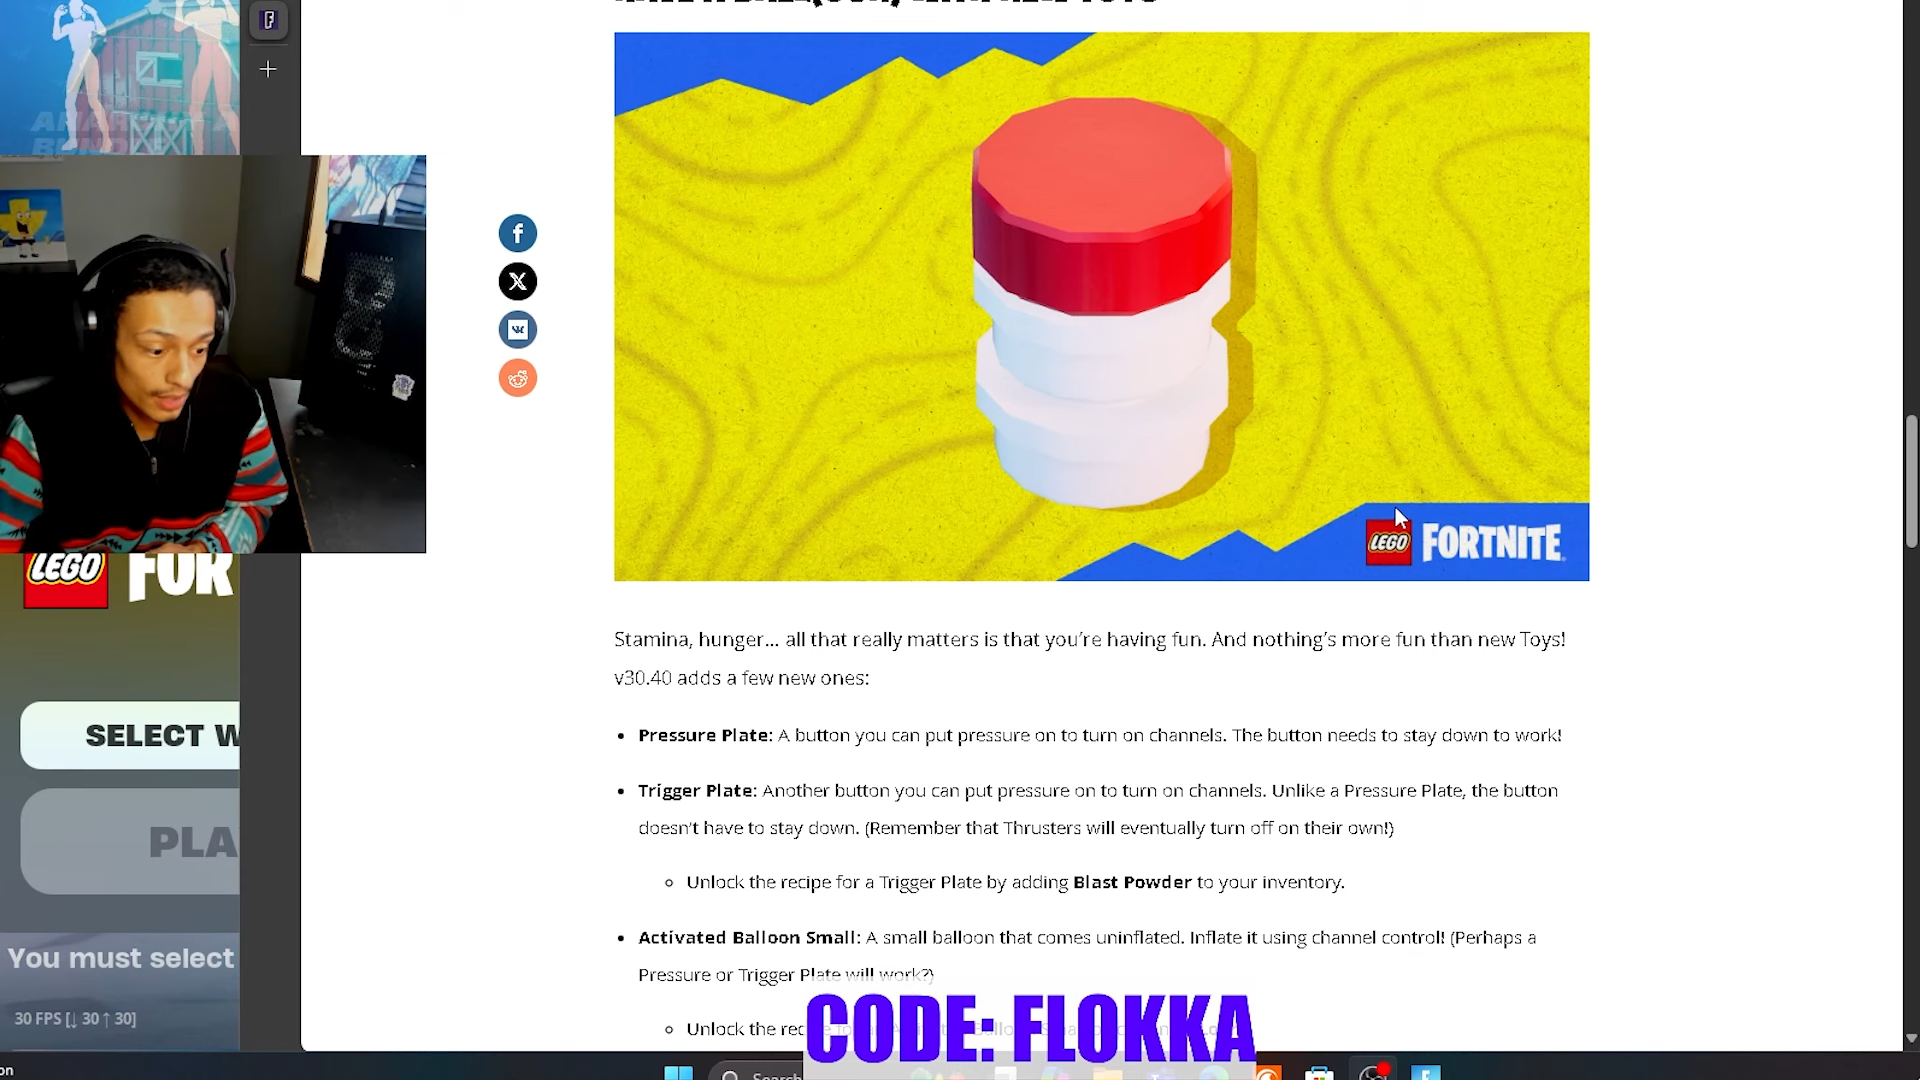 LEGO FORTNITE
Stamina, hunger... all that really matters is that you're having fun. And nothing's more fun than new Toys!
v30.40 adds a few new ones:
• Pressure Plate: A button you can put pressure on to turn on channels. The button needs to stay down to work!
• Trigger Plate: Another button you can put pressure on to turn on channels. Unlike a Pressure Plate, the button
doesn't have to stay down. (Remember that Thrusters will eventually turn off on their own!)
Unlock the recipe for a Trigger Plate by adding Blast Powder to your inventory.
• Activated Balloon Small: A small balloon that comes uninflated. Inflate it using channel control! (Perhaps a
Pressure or Trigger Plate will work?)
Unlock the
CODE: FLOKKA
LEGO FOR
SELECT W
PLA
You must select
30 FPS [↓ 30 ↑ 30]
on
Search